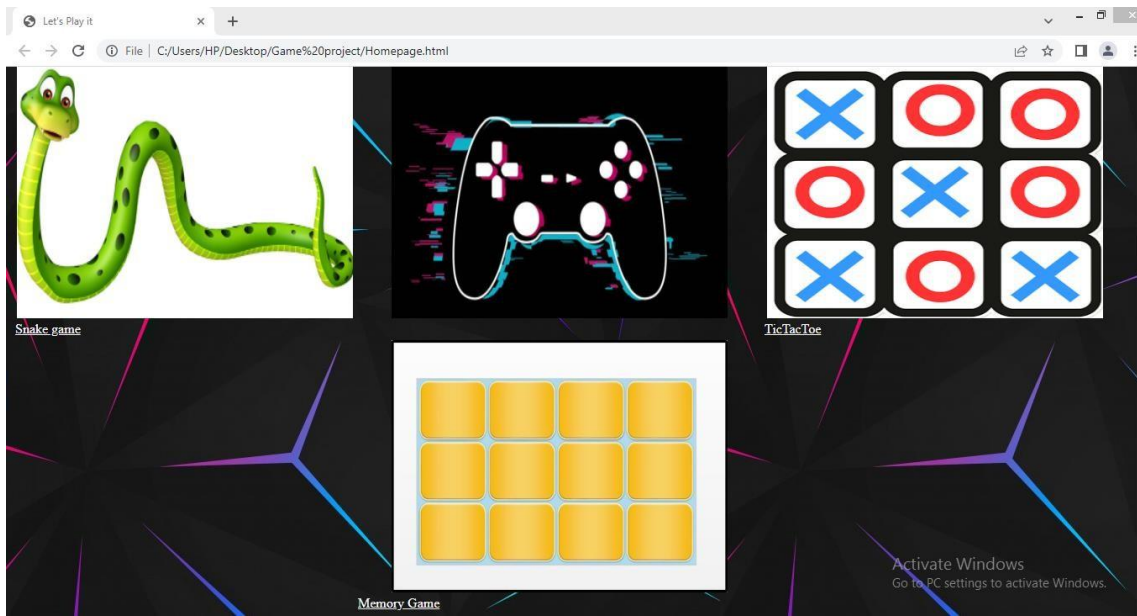 Let's Play it
File | C:/Users/HP/Desktop/Game%20project/Homepage.html
Snake game
TicTacToe
Memory Game
Activate Windows
Go to PC settings to activate Windows.